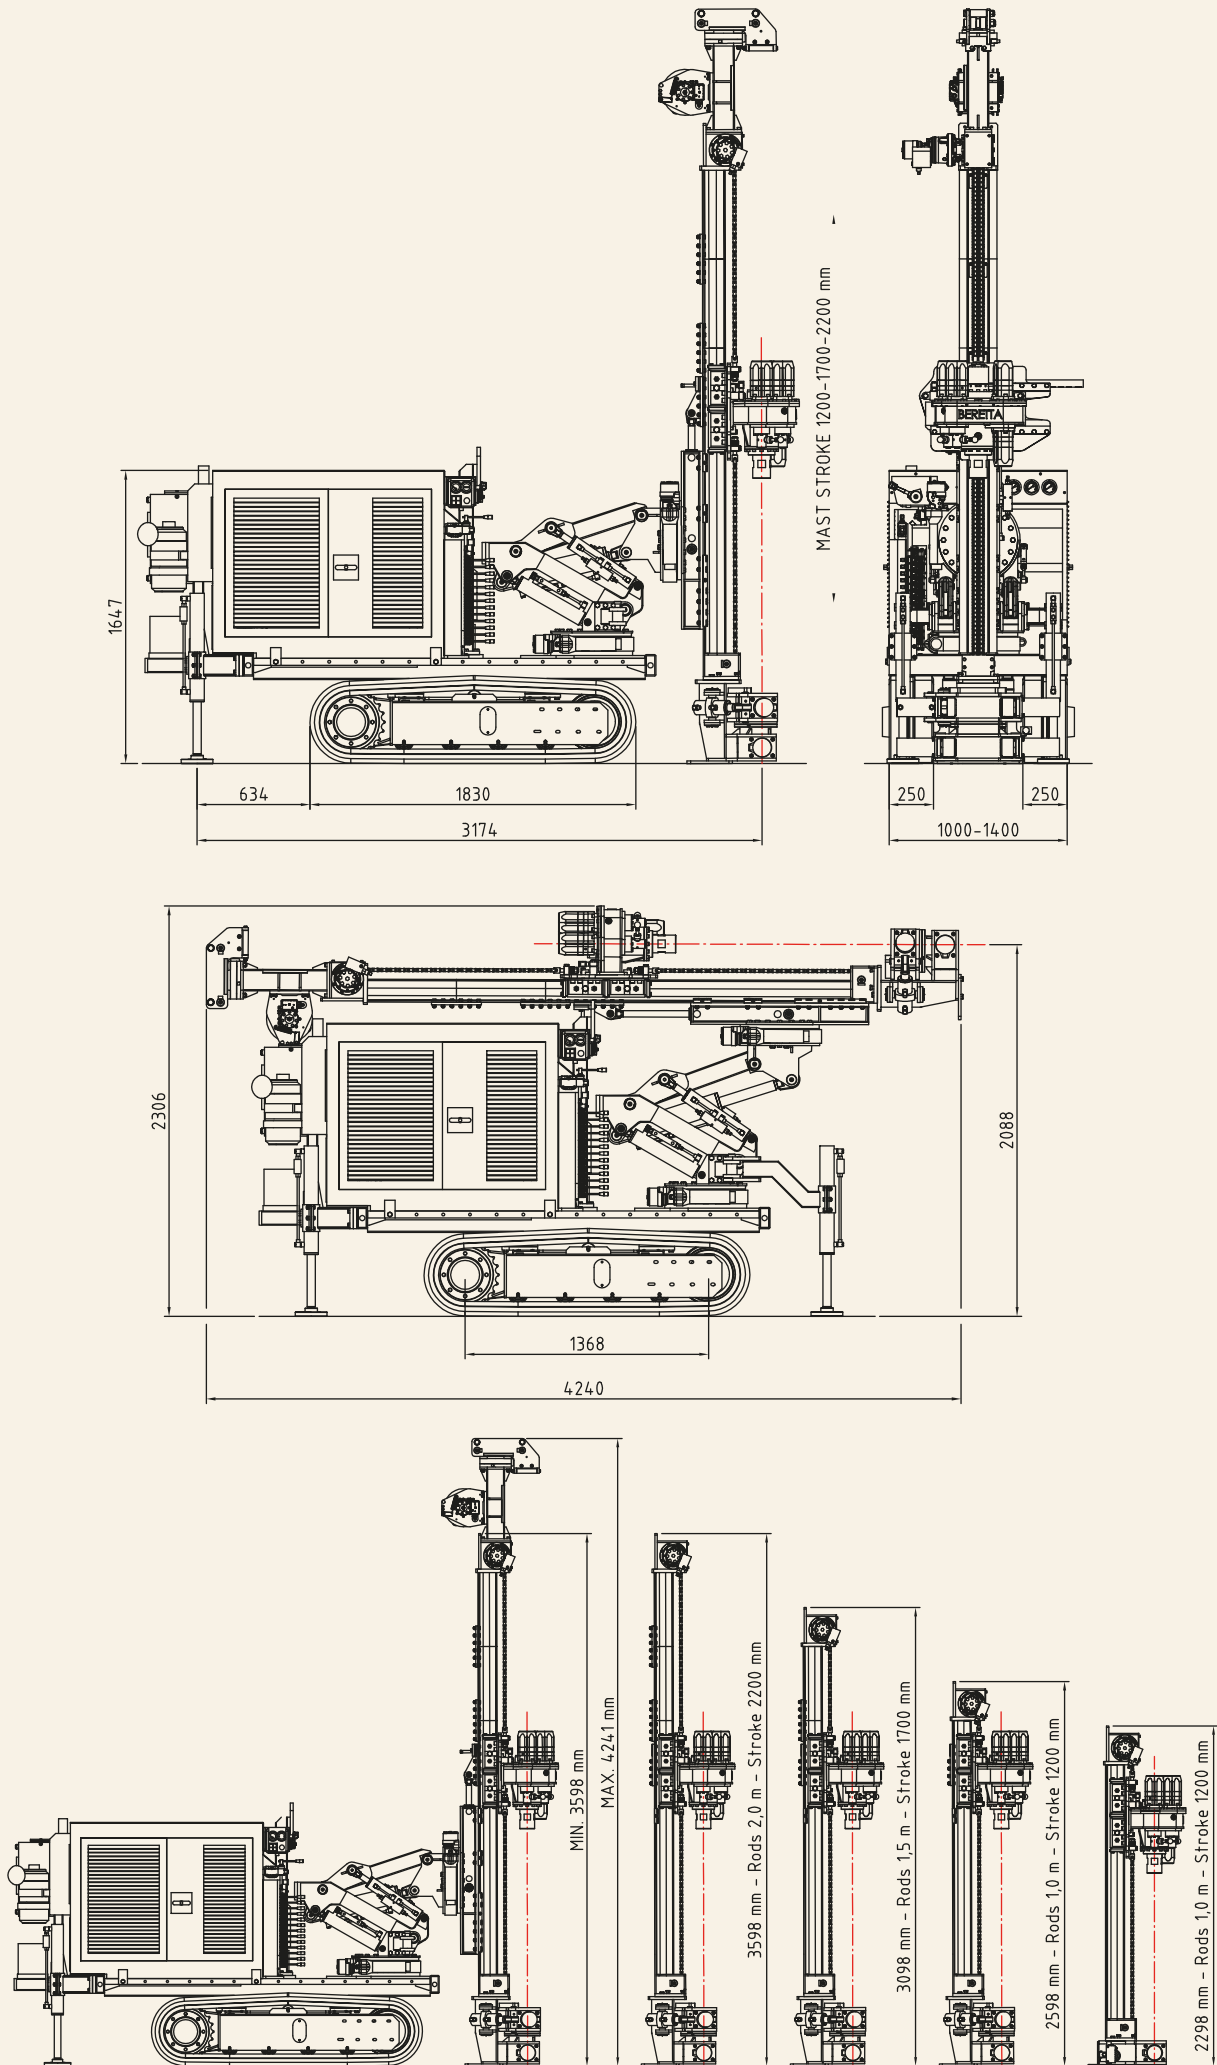 MAST STROKE 1200-1700-2200 mm
BERETTA
1647
634
1830
3174
250
250
1000-1400
2306
2088
1368
4240
MIN. 3598 mm
MAX. 4241 mm
3598 mm - Rods 2,0 m - Stroke 2200 mm
3098 mm - Rods 1,5 m - Stroke 1700 mm
2598 mm - Rods 1,0 m - Stroke 1200 mm
2298 mm - Rods 1,0 m - Stroke 1200 mm